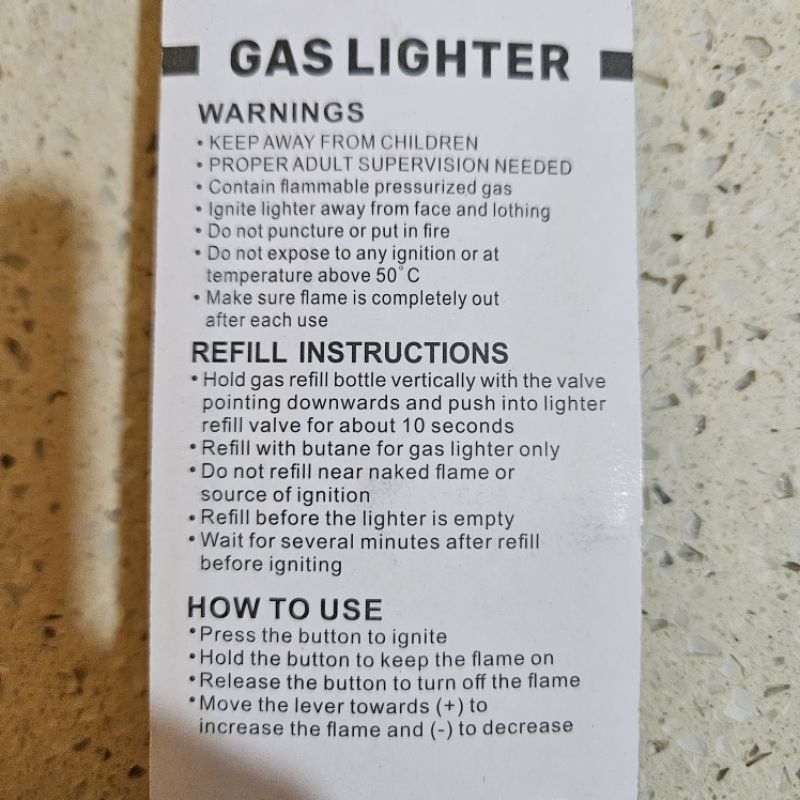 GAS LIGHTER
WARNINGS
• KEEP AWAY FROM CHILDREN
• PROPER ADULT SUPERVISION NEEDED
• Contain flammable pressurized gas
• Ignite lighter away from face and lothing
• Do not puncture or put in fire
• Do not expose to any ignition or at
temperature above 50°C
• Make sure flame is completely out
after each use
REFILL INSTRUCTIONS
• Hold gas refill bottle vertically with the valve
pointing downwards and push into lighter
refill valve for about 10 seconds
• Refill with butane for gas lighter only
• Do not refill near naked flame or
source of ignition
• Refill before the lighter is empty
• Wait for several minutes after refill
before igniting
HOW TO USE
• Press the button to ignite
• Hold the button to keep the flame on
• Release the button to turn off the flame
• Move the lever towards (+) to
increase the flame and (-) to decrease